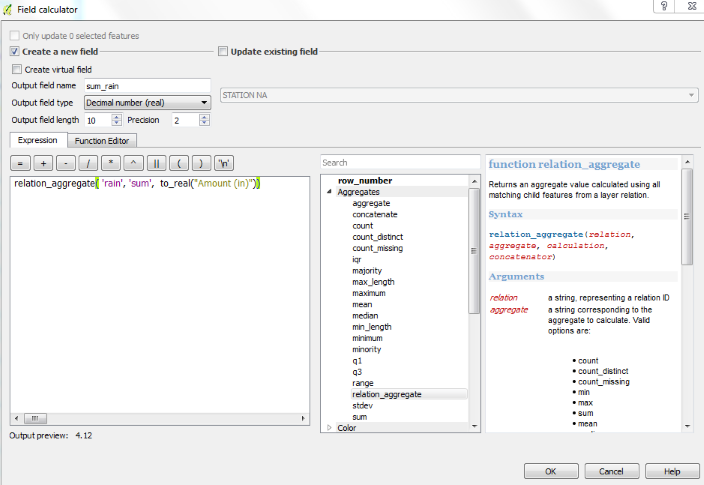 Field calculator
Only update 0 selected features
Create a new field
Update existing field
Create virtual field
Output field name sum_rain
Output field type Decimal number (real)
STATION NA
Output field length 10 Precision 2
Expression Function Editor
= + - / * ^ || ( ) '\n'
relation_aggregate( 'rain', 'sum', to_real("Amount (in)"))
Output preview: 4.12
Search
row_number
Aggregates
aggregate
concatenate
count
count_distinct
count_missing
iqr
majority
max_length
maximum
mean
median
min_length
minimum
minority
q1
q3
range
relation_aggregate
stdev
sum
Color
function relation_aggregate
Returns an aggregate value calculated using all
matching child features from a layer relation.
Syntax
relation_aggregate(relation,
aggregate, calculation,
concatenator)
Arguments
relation a string, representing a relation ID
aggregate a string corresponding to the
aggregate to calculate. Valid
options are:
• count
• count_distinct
• count_missing
• min
• max
• sum
• mean
OK Cancel Help